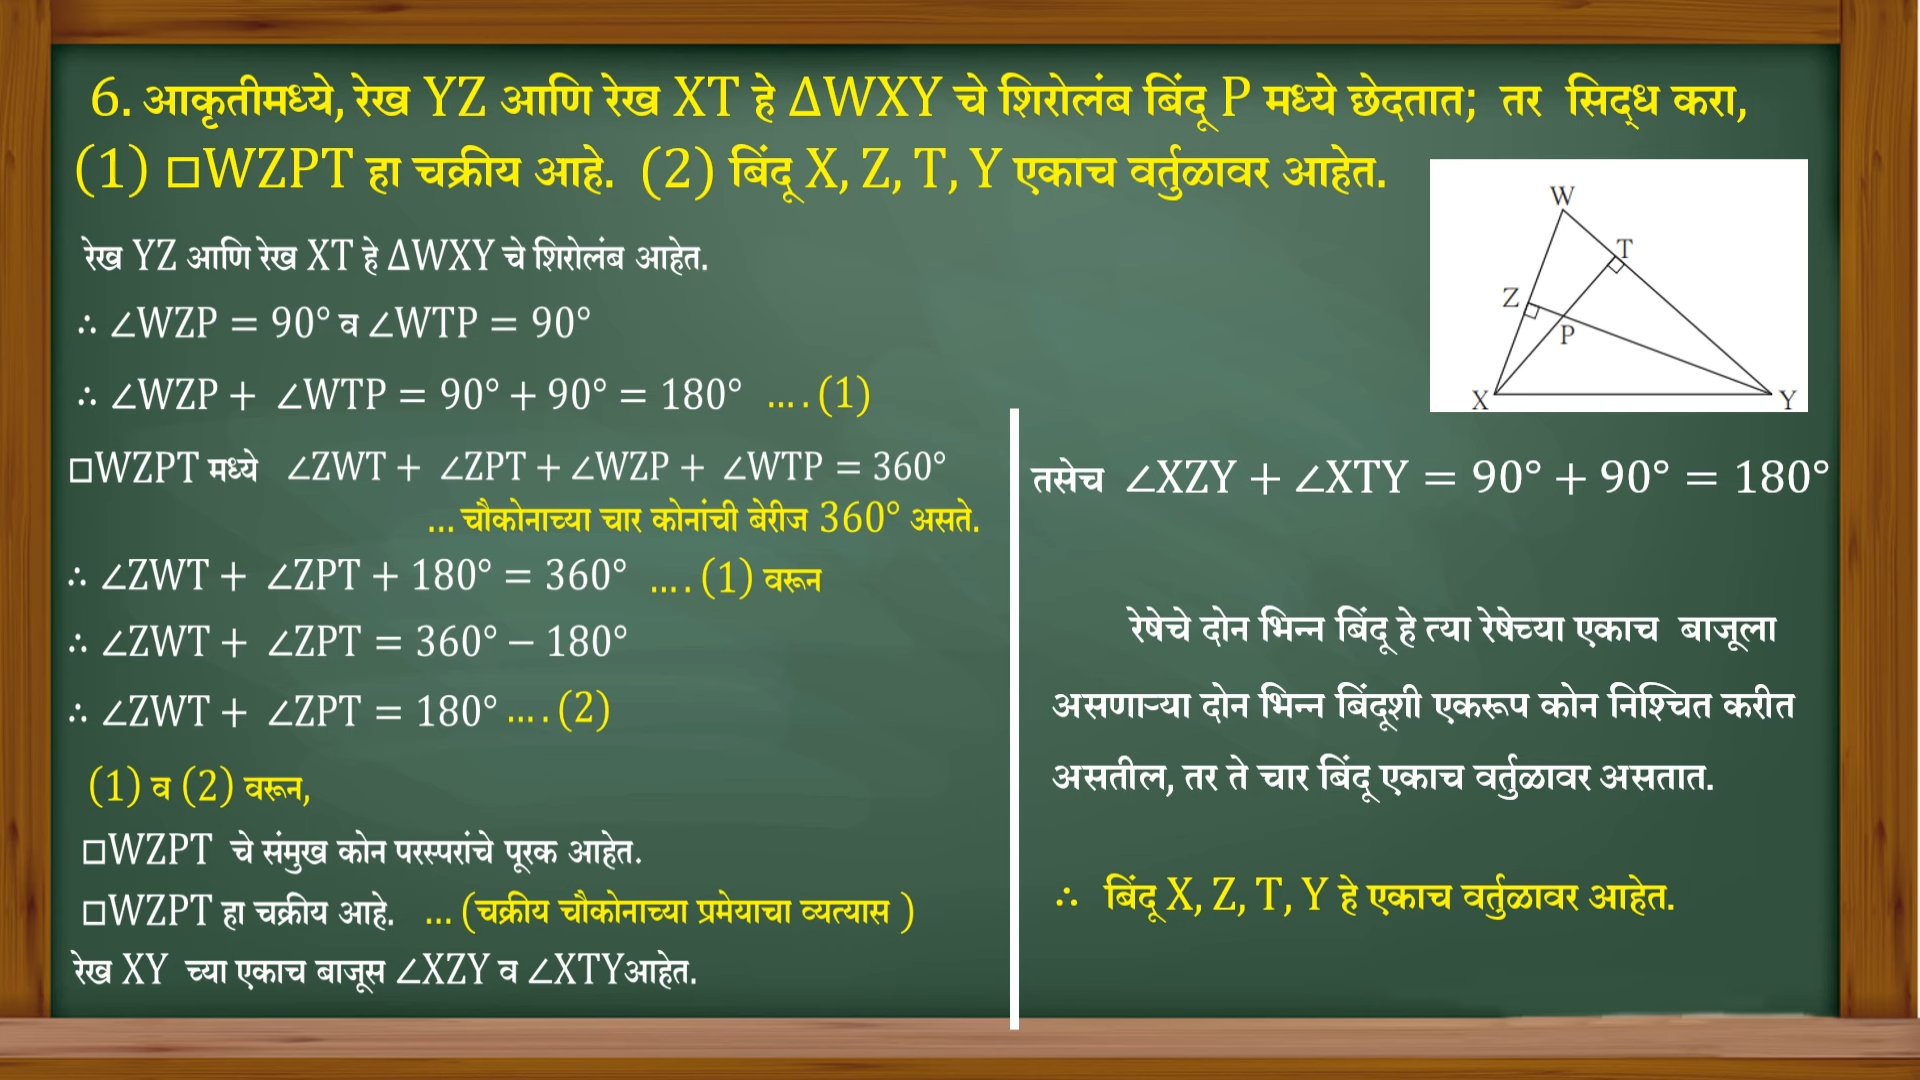 6. आकृतीमध्ये, रेख YZ आणि रेख XT हे ΔWXY चे शिरोलंब बिंदू P मध्ये छेदतात; तर सिद्ध करा,
(1) □WZPT हा चक्रीय आहे. (2) बिंदू X, Z, T, Y एकाच वर्तुळावर आहेत.
रेख YZ आणि रेख XT हे ΔWXY चे शिरोलंब आहेत.
∴ ∠WZP = 90° व ∠WTP = 90°
∴ ∠WZP + ∠WTP = 90° + 90° = 180° ....(1)
□WZPT मध्ये ∠ZWT + ∠ZPT + ∠WZP + ∠WTP = 360°
... चौकोनाच्या चार कोनांची बेरीज 360° असते.
∴ ∠ZWT + ∠ZPT + 180° = 360° ....(1) वरून
∴ ∠ZWT + ∠ZPT = 360° − 180°
∴ ∠ZWT + ∠ZPT = 180° ....(2)
(1) व (2) वरून,
□WZPT चे संमुख कोन परस्परांचे पूरक आहेत.
□WZPT हा चक्रीय आहे. ... (चक्रीय चौकोनाच्या प्रमेयाचा व्यत्यास )
रेख XY च्या एकाच बाजूस ∠XZY व ∠XTYआहेत.
W
T
Z
P
X
Y
तसेच ∠XZY + ∠XTY = 90° + 90° = 180°
रेषेचे दोन भिन्न बिंदू हे त्या रेषेच्या एकाच बाजूला
असणाऱ्या दोन भिन्न बिंदूशी एकरूप कोन निश्चित करीत
असतील, तर ते चार बिंदू एकाच वर्तुळावर असतात.
∴ बिंदू X, Z, T, Y हे एकाच वर्तुळावर आहेत.